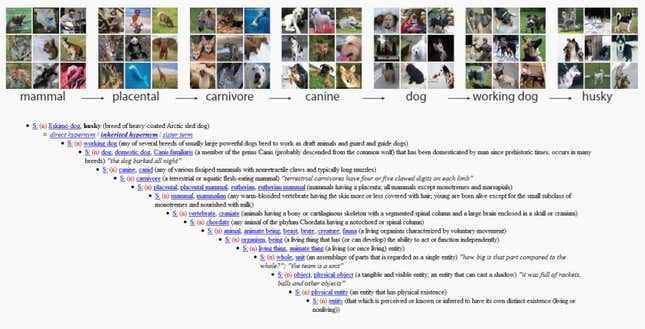 mammal → placental → carnivore → canine → dog → working dog → husky
• S: (n) Eskimo dog, husky (breed of heavy-coated Arctic sled dog)
direct hypernym / inherited hypernym / sister term
• S: (n) working dog (any of several breeds of usually large powerful dogs bred to work as draft animals and guard and guide dogs)
• S: (n) dog, domestic dog, Canis familiaris (a member of the genus Canis (probably descended from the common wolf) that has been domesticated by man since prehistoric times; occurs in many
breeds) "the dog barked all night"
• S: (n) canine, canid (any of various fissiped mammals with nonretractile claws and typically long muzzles)
• S: (n) carnivore (a terrestrial or aquatic flesh-eating mammal) "terrestrial carnivores have four or five clawed digits on each limb"
• S: (n) placental, placental mammal, eutherian, eutherian mammal (mammals having a placenta; all mammals except monotremes and marsupials)
• S: (n) mammal, mammalian (any warm-blooded vertebrate having the skin more or less covered with hair; young are born alive except for the small subclass of
monotremes and nourished with milk)
• S: (n) vertebrate, craniate (animals having a bony or cartilaginous skeleton with a segmented spinal column and a large brain enclosed in a skull or cranium)
• S: (n) chordate (any animal of the phylum Chordata having a notochord or spinal column)
• S: (n) animal, animate being, beast, brute, creature, fauna (a living organism characterized by voluntary movement)
• S: (n) organism, being (a living thing that has (or can develop) the ability to act or function independently)
• S: (n) living thing, animate thing (a living (or once living) entity)
• S: (n) whole, unit (an assemblage of parts that is regarded as a single entity) "how big is that part compared to the
whole?"; "the team is a unit"
• S: (n) object, physical object (a tangible and visible entity; an entity that can cast a shadow) "it was full of rackets,
balls and other objects"
• S: (n) physical entity (an entity that has physical existence)
• S: (n) entity (that which is perceived or known or inferred to have its own distinct existence (living or
nonliving))